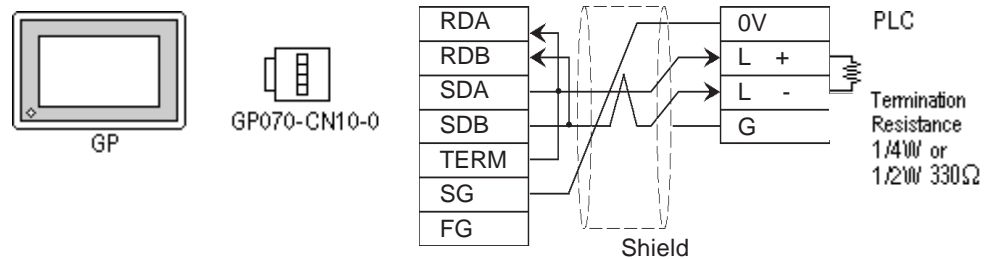 GP
GP070-CN10-0
RDA
RDB
SDA
SDB
TERM
SG
FG
Shield
0V
L +
L -
G
PLC
Termination
Resistance
1/4W or
1/2W 330Ω